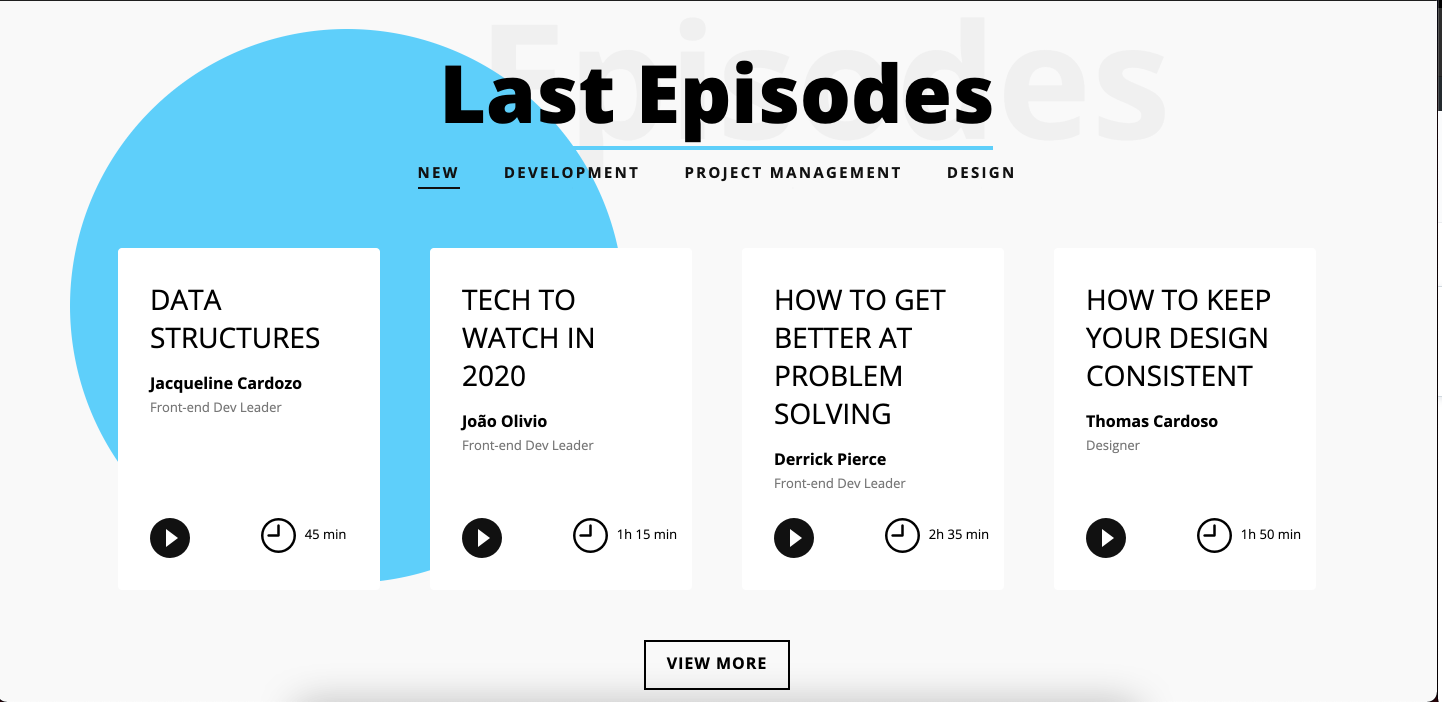 Episodes
Last Episodes
NEW DEVELOPMENT PROJECT MANAGEMENT DESIGN
DATA
STRUCTURES
Jacqueline Cardozo
Front-end Dev Leader
45 min
TECH TO
WATCH IN
2020
João Olivio
Front-end Dev Leader
1h 15 min
HOW TO GET
BETTER AT
PROBLEM
SOLVING
Derrick Pierce
Front-end Dev Leader
2h 35 min
HOW TO KEEP
YOUR DESIGN
CONSISTENT
Thomas Cardoso
Designer
1h 50 min
VIEW MORE